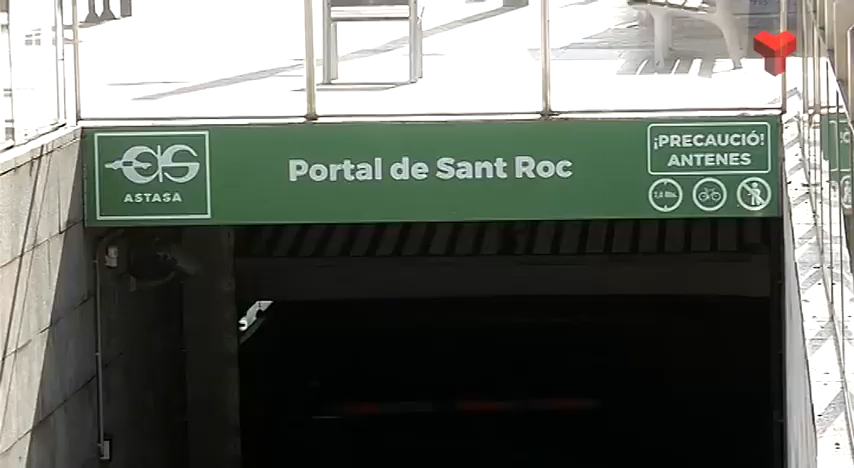 ASTASA
Portal de Sant Roc
¡PRECAUCIÓ!
ANTENES